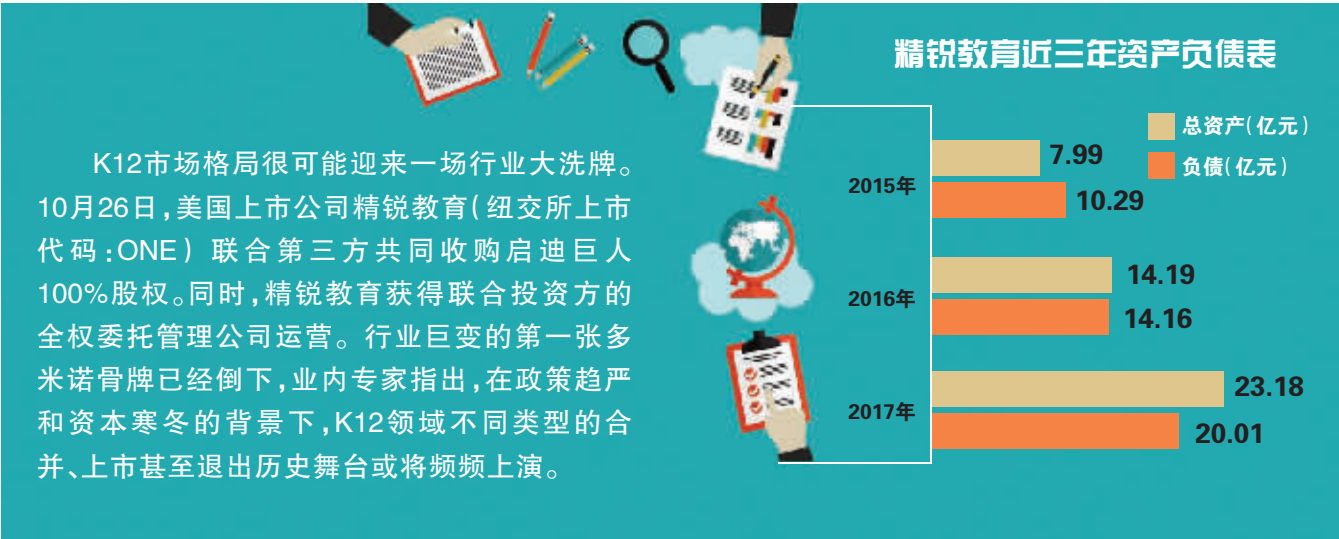 精锐教育近三年资产负债表
K12市场格局很可能迎来一场行业大洗牌。
10月26日,美国上市公司精锐教育(纽交所上市
代码:ONE)联合第三方共同收购启迪巨人
100%股权。同时,精锐教育获得联合投资方的
全权委托管理公司运营。行业巨变的第一张多
米诺骨牌已经倒下,业内专家指出,在政策趋严
和资本寒冬的背景下,K12领域不同类型的合
并、上市甚至退出历史舞台或将频频上演。
总资产(亿元)
负债(亿元)
2015年
7.99
10.29
2016年
14.19
14.16
2017年
23.18
20.01